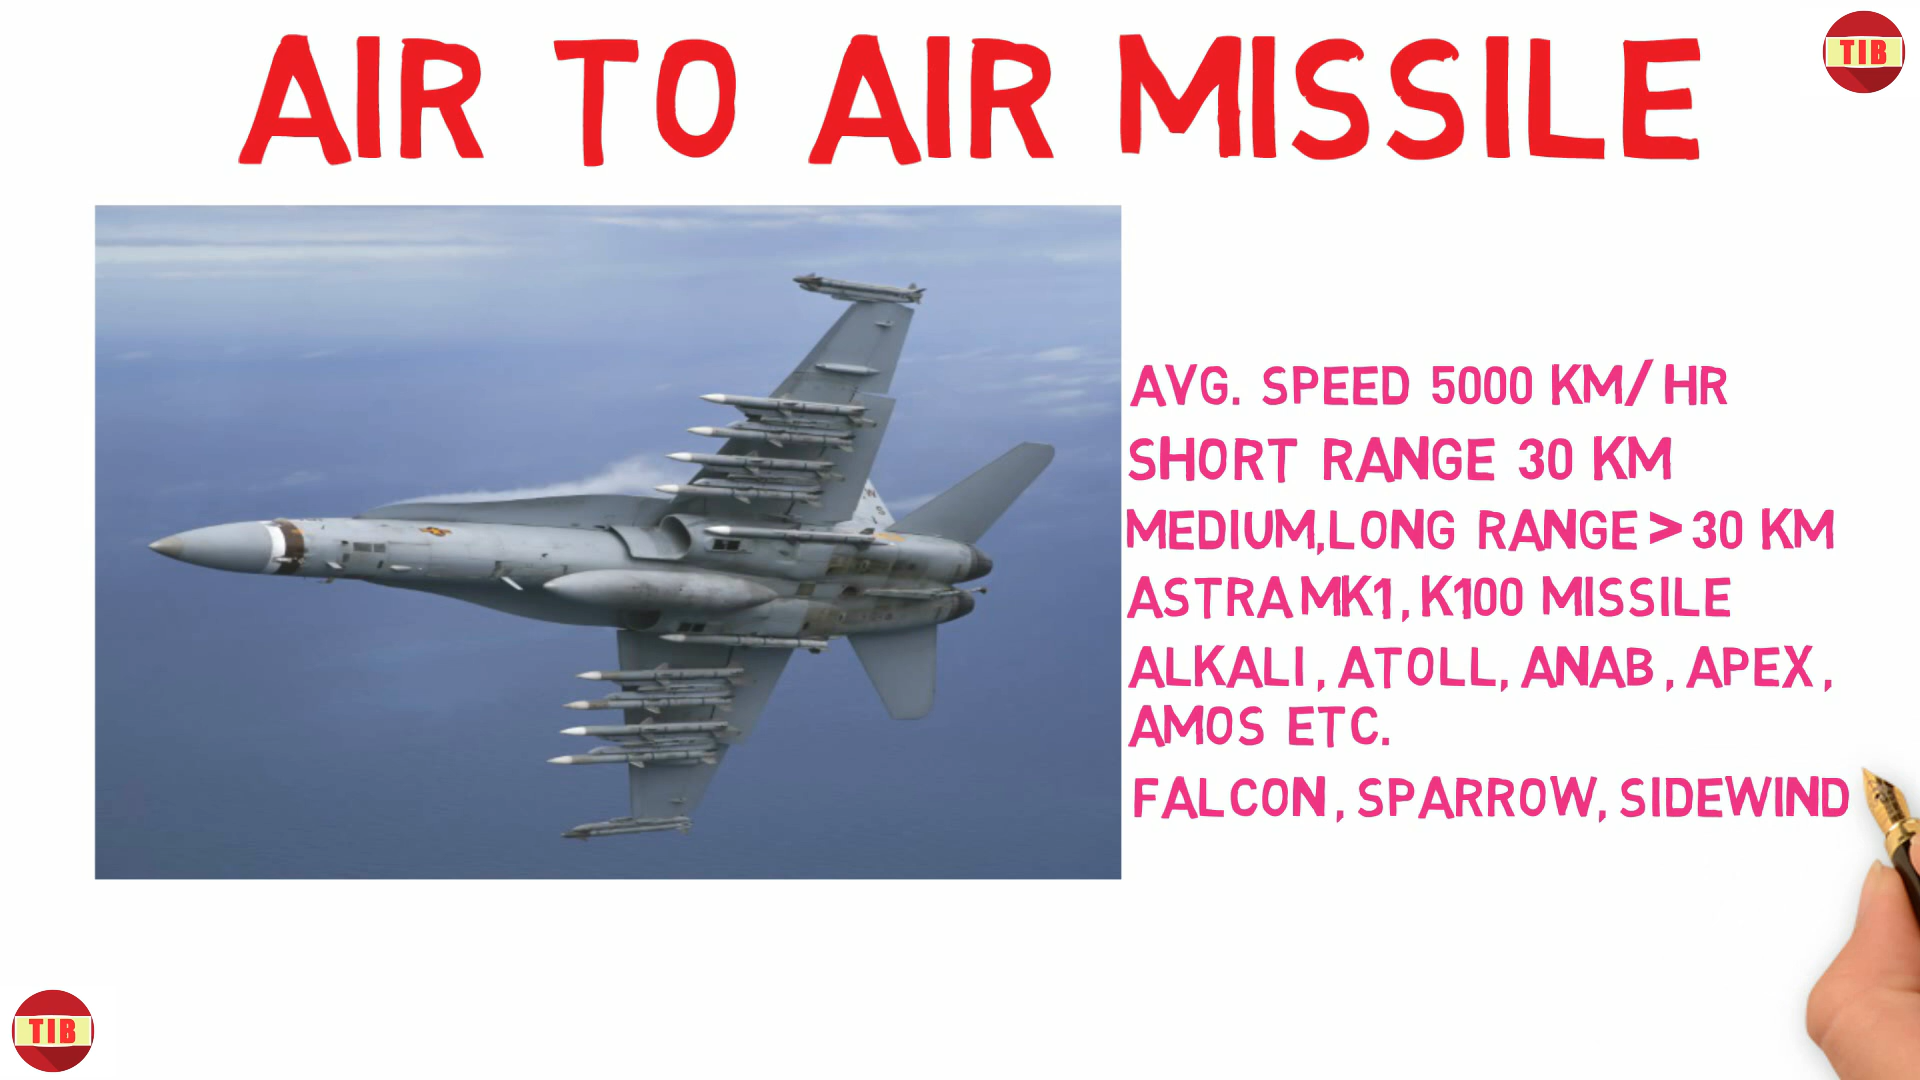 AIR TO AIR MISSILE
TIB
AVG. SPEED 5000 KM/HR
SHORT RANGE 30 KM
MEDIUM,LONG RANGE>30 KM
ASTRA MK1, K100 MISSILE
ALKALI, ATOLL, ANAB, APEX,
AMOS ETC.
FALCON, SPARROW, SIDEWIND
TIB